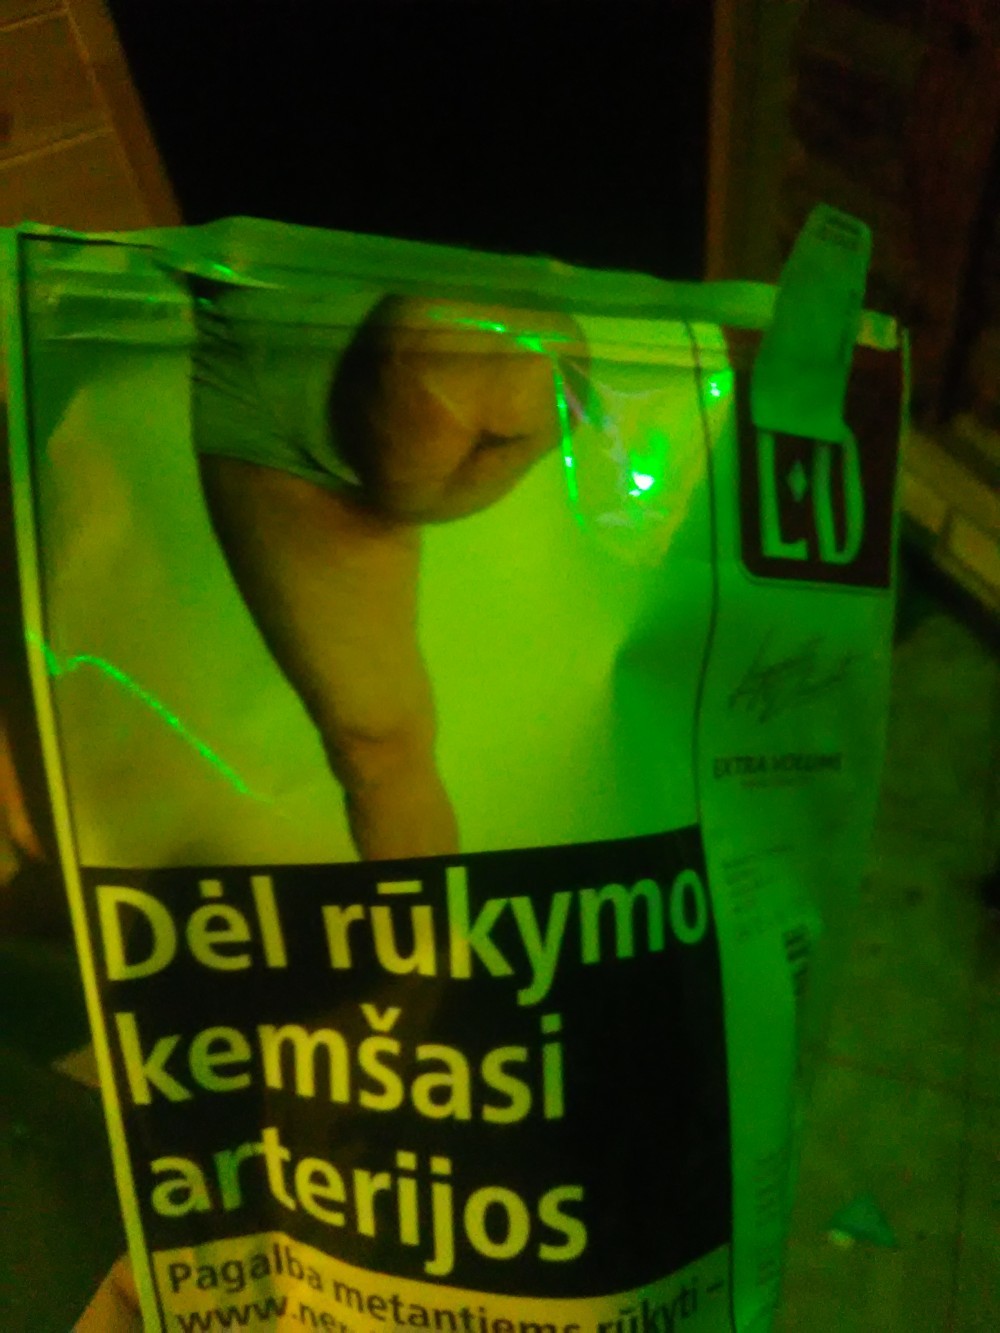 L·D
EXTRA VOLUME
Dėl rūkymo
kemšasi
arterijos
Pagalba metantiems rūkyti –